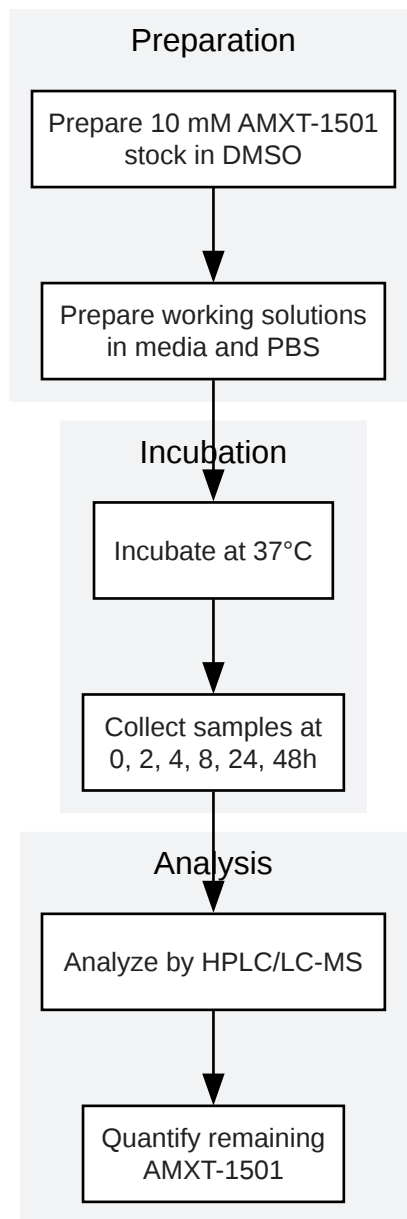 Preparation
Prepare 10 mM AMXT-1501
stock in DMSO
Prepare working solutions
in media and PBS
Incubation
Incubate at 37°C
Collect samples at
0, 2, 4, 8, 24, 48h
Analysis
Analyze by HPLC/LC-MS
Quantify remaining
AMXT-1501